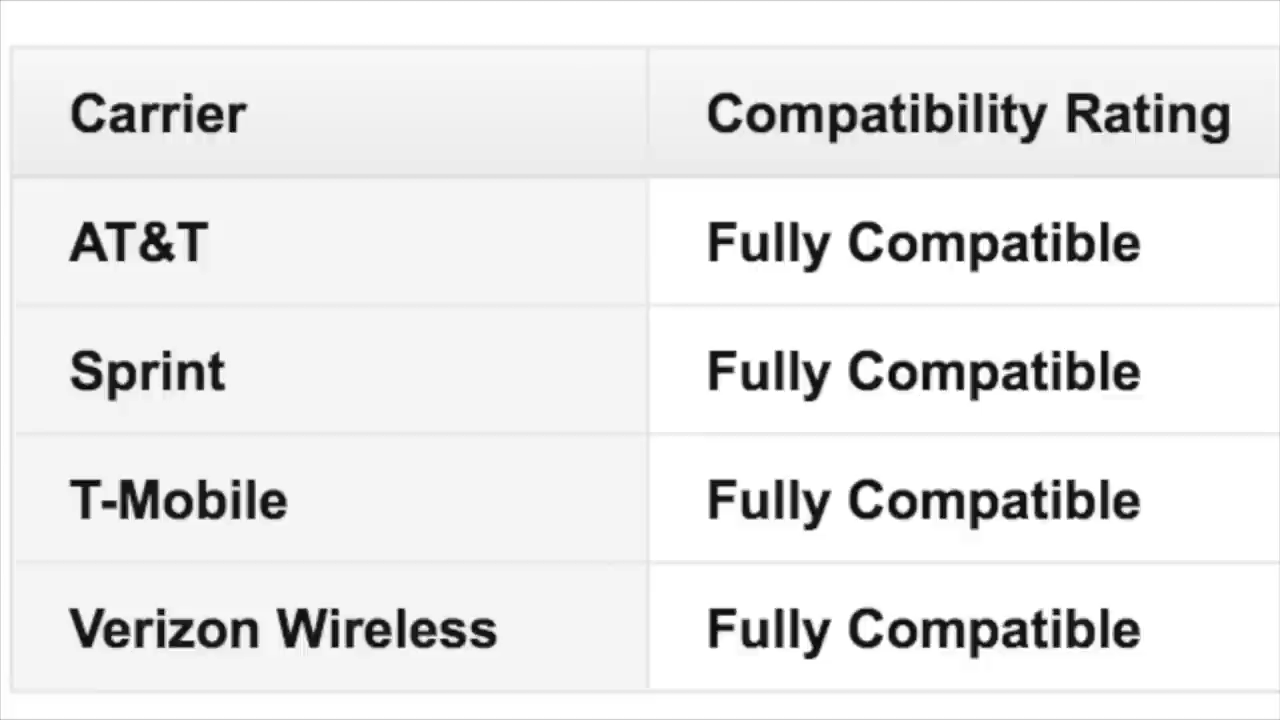 Carrier Compatibility Rating
AT&T Fully Compatible
Sprint Fully Compatible
T-Mobile Fully Compatible
Verizon Wireless Fully Compatible